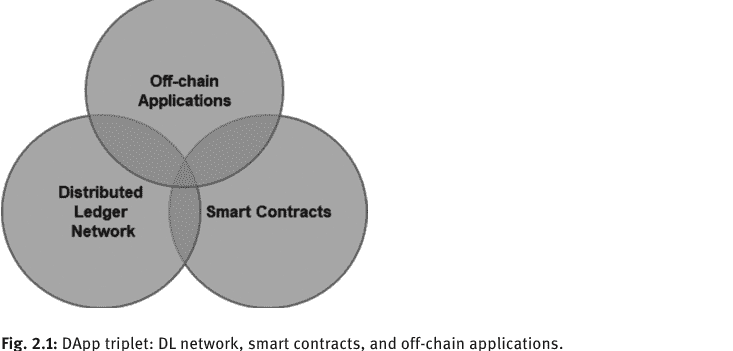 Off-chain
Applications
Distributed
Ledger
Network
Smart Contracts
Fig. 2.1: DApp triplet: DL network, smart contracts, and off-chain applications.